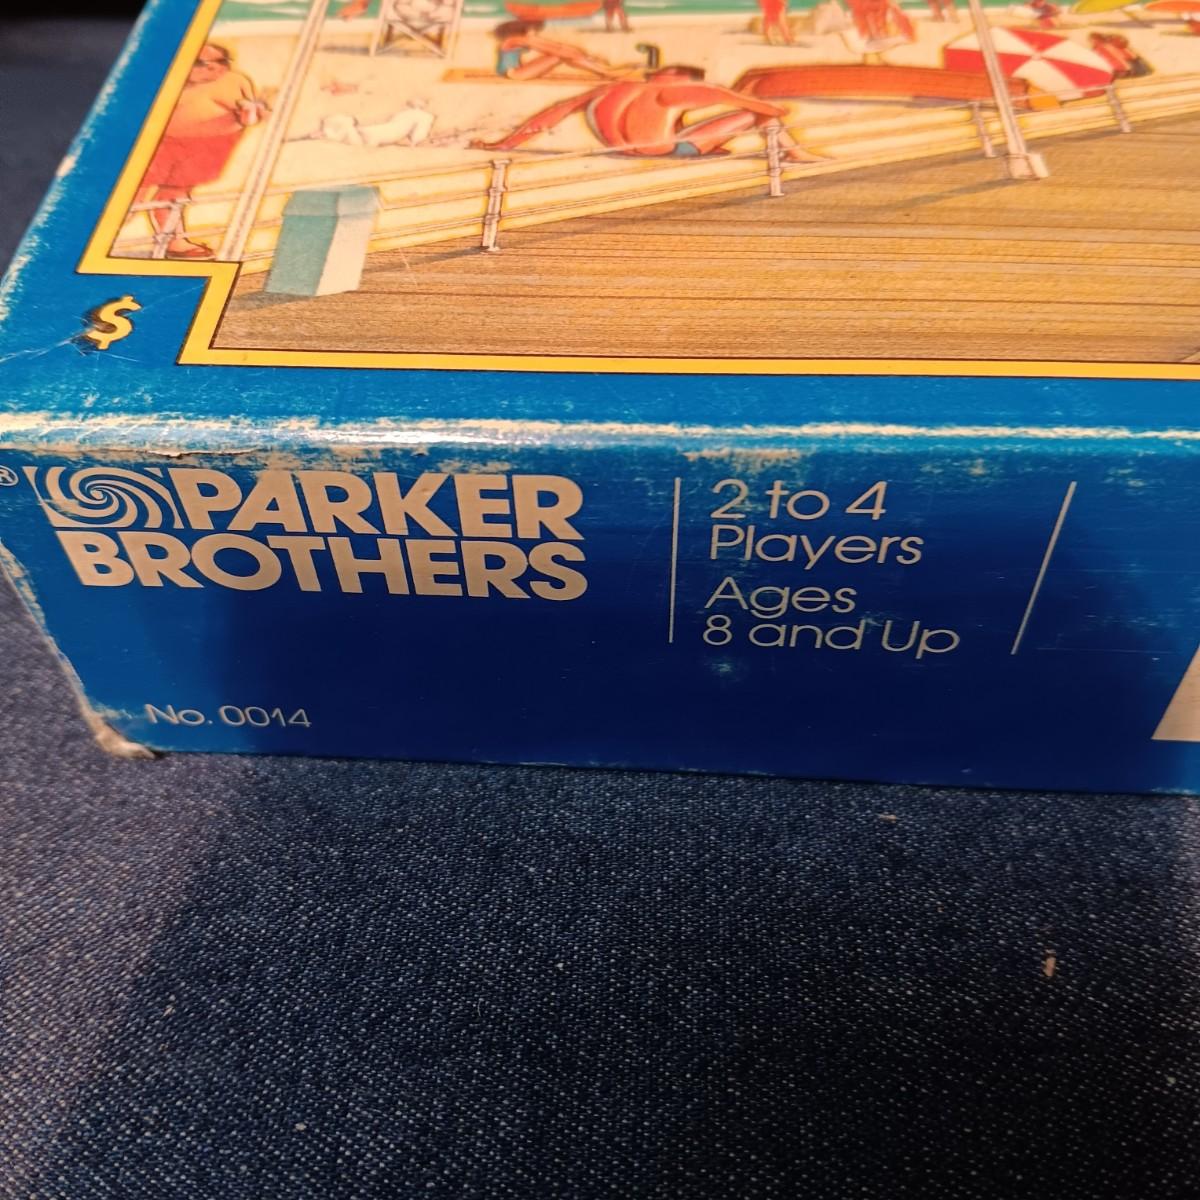 $
® PARKER
BROTHERS
2 to 4
Players
Ages
8 and Up
No. 0014